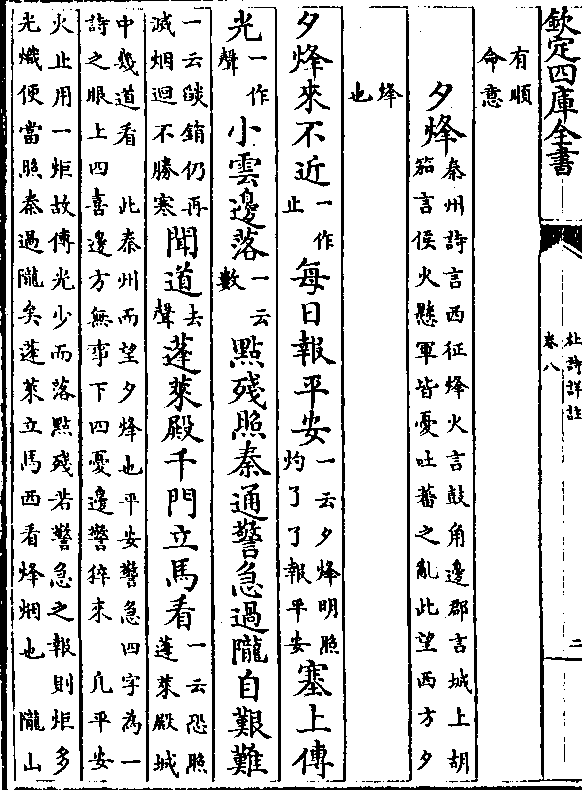 欽定四庫全書
杜詩詳註
卷八
二
有順
命意
夕烽
秦州詩言西征烽火言鼓角邊郡言城上胡
笳言候火懸軍皆憂吐蕃之亂此望西方夕
烽
也
夕烽來不近
一作
止
每日報平安
一云夕烽明照
灼了了報平安
塞上傳
光
一作
聲
小雲邊落
一云
數
點殘照秦通警急過隴自艱難
一云燄銷仍再
滅烟迴不勝寒
聞道
去
聲
蓬萊殿千門立馬看
一云恐照
蓬萊殿城
中幾道看
此秦州而望夕烽也平安警急四字為一
詩之眼上四喜邊方無事下四憂邊警猝來
凡平安
火止用一炬故傳光少而落點殘若警急之報則炬多
光熾便當照秦過隴矣蓬萊立馬西看烽烟也
隴山